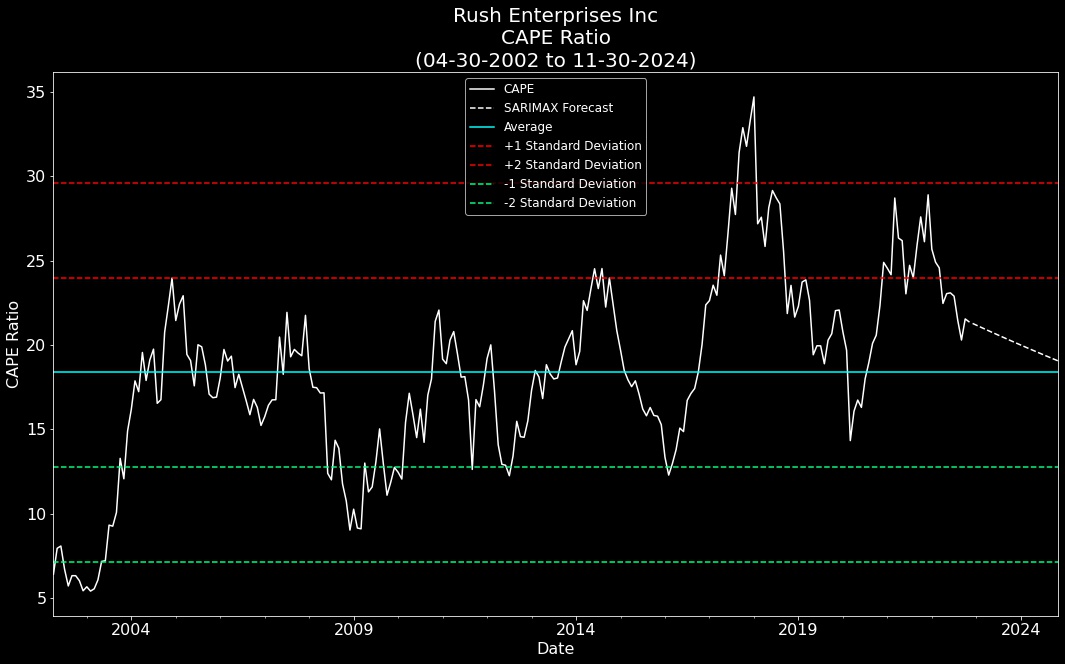 Rush Enterprises Inc
CAPE Ratio
(04-30-2002 to 11-30-2024)
CAPE
SARIMAX Forecast
Average
+1 Standard Deviation
+2 Standard Deviation
-1 Standard Deviation
-2 Standard Deviation
CAPE Ratio
35
30
25
20
15
10
5
2004 2009 2014 2019 2024
Date